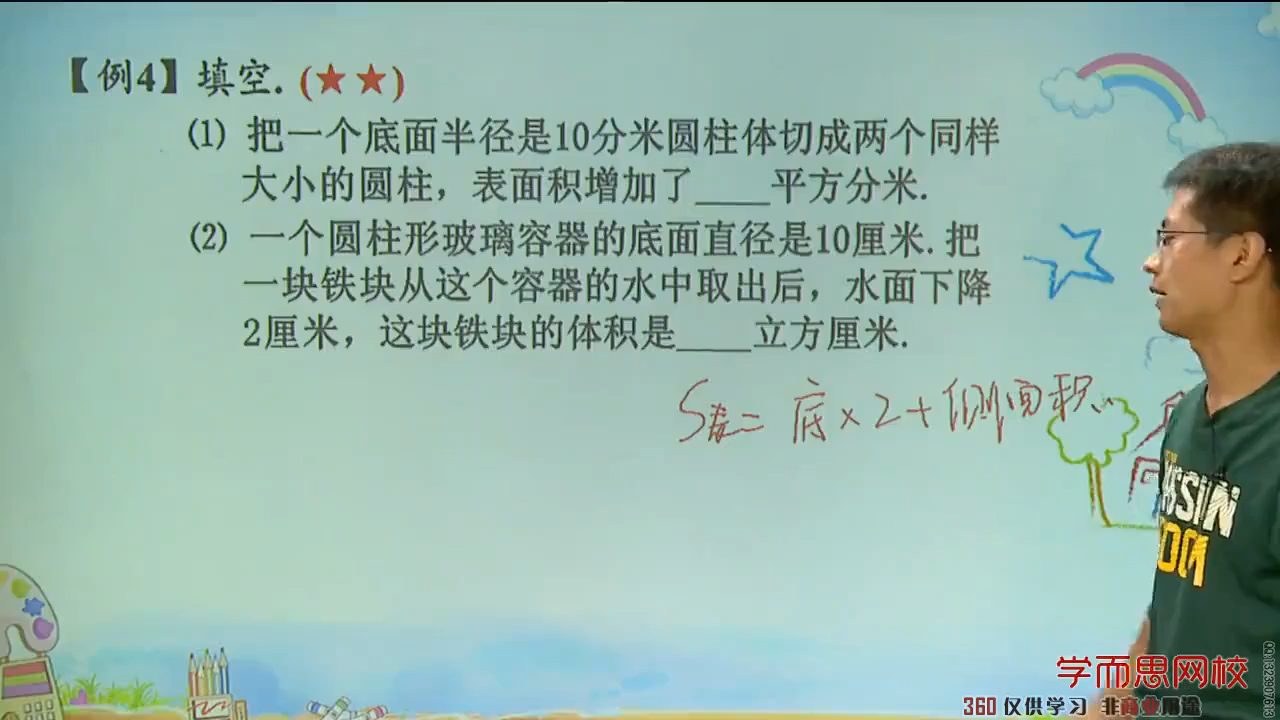 【例4】填空.(★★)
(1) 把一个底面半径是10分米圆柱体切成两个同样
大小的圆柱，表面积增加了____平方分米.
(2) 一个圆柱形玻璃容器的底面直径是10厘米.把
一块铁块从这个容器的水中取出后，水面下降
2厘米，这块铁块的体积是____立方厘米.
S表= 底×2+侧面积
学而思网校
360 仅供学习 非商业用途